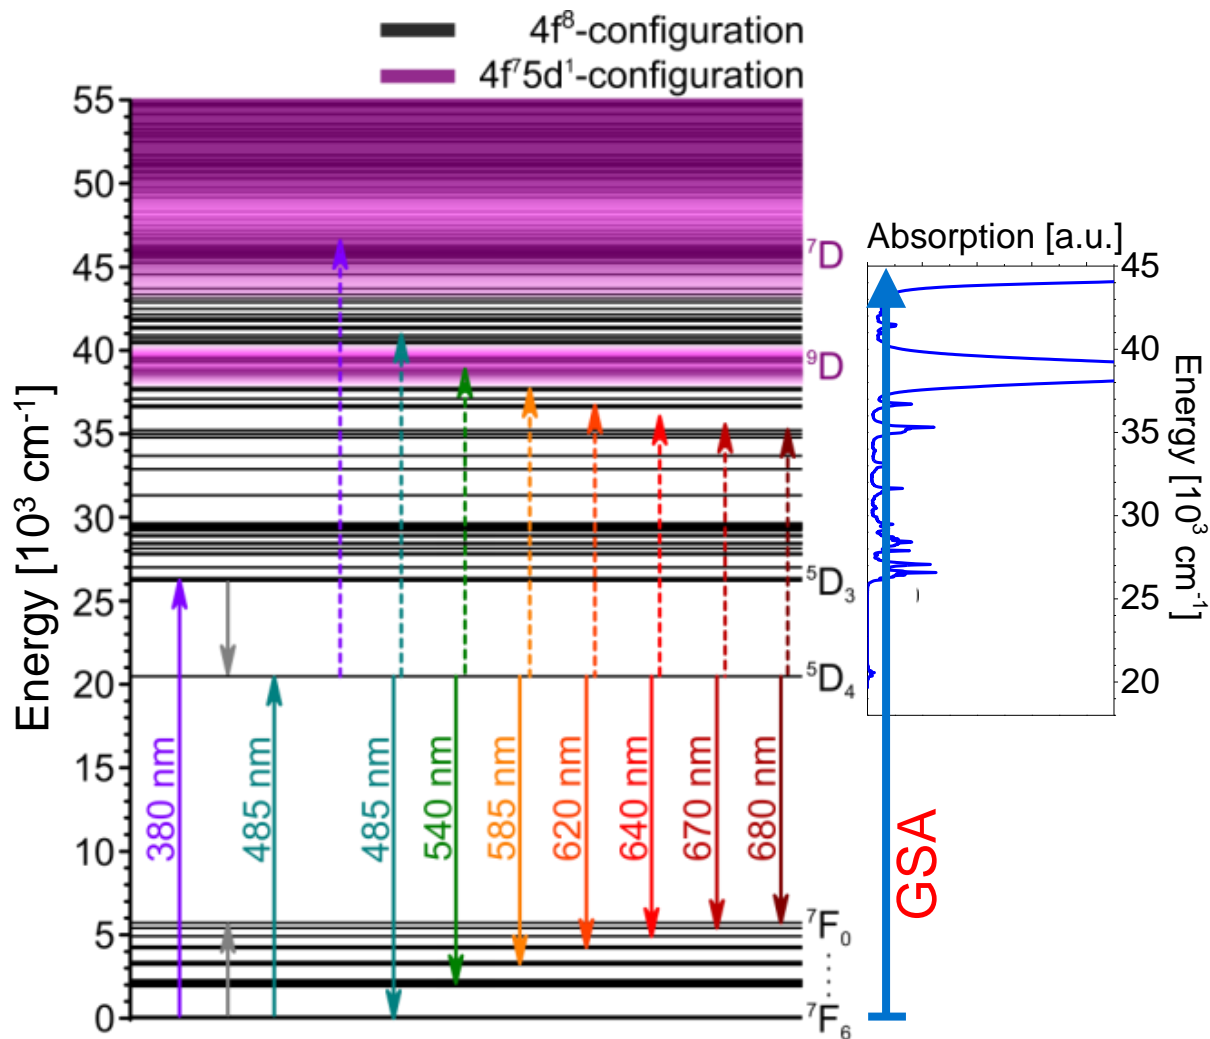 4f⁸-configuration
4f⁷5d¹-configuration
Energy [10³ cm⁻¹]
55
50
45
40
35
30
25
20
15
10
5
0
⁷D
⁹D
⁵D₃
⁵D₄
⁷F₀
⁷F₆
380 nm
485 nm
485 nm
540 nm
585 nm
620 nm
640 nm
670 nm
680 nm
Absorption [a.u.]
45
40
35
30
25
20
Energy [10³ cm⁻¹]
GSA